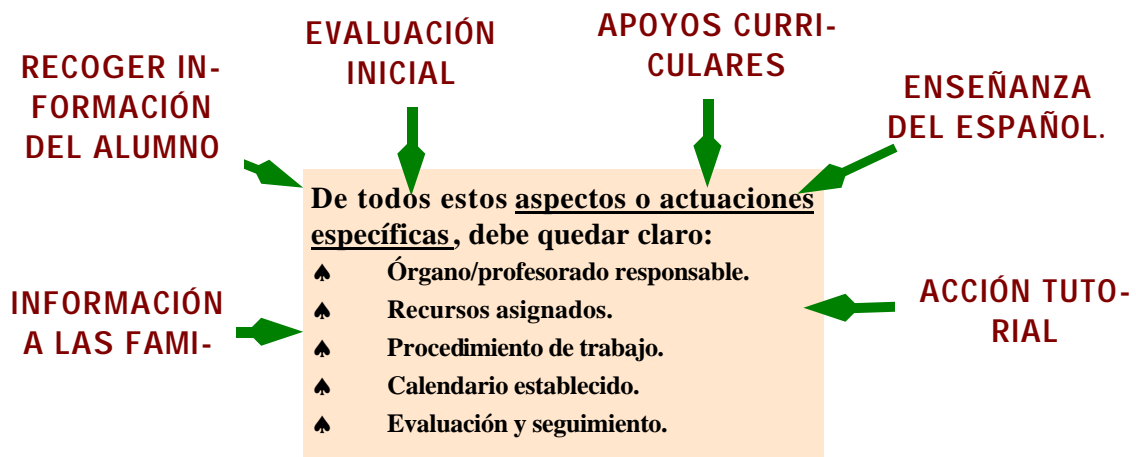 RECOGER IN-
FORMACIÓN
DEL ALUMNO
EVALUACIÓN
INICIAL
APOYOS CURRI-
CULARES
ENSEÑANZA
DEL ESPAÑOL.
De todos estos aspectos o actuaciones
específicas, debe quedar claro:
♠ Órgano/profesorado responsable.
♠ Recursos asignados.
♠ Procedimiento de trabajo.
♠ Calendario establecido.
♠ Evaluación y seguimiento.
INFORMACIÓN
A LAS FAMI-
ACCIÓN TUTO-
RIAL